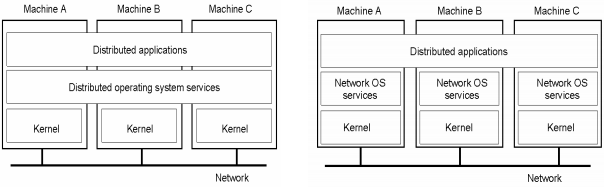 Machine A Machine B Machine C
Distributed applications
Distributed operating system services
Kernel Kernel Kernel
Network
Machine A Machine B Machine C
Distributed applications
Network OS services Network OS services Network OS services
Kernel Kernel Kernel
Network